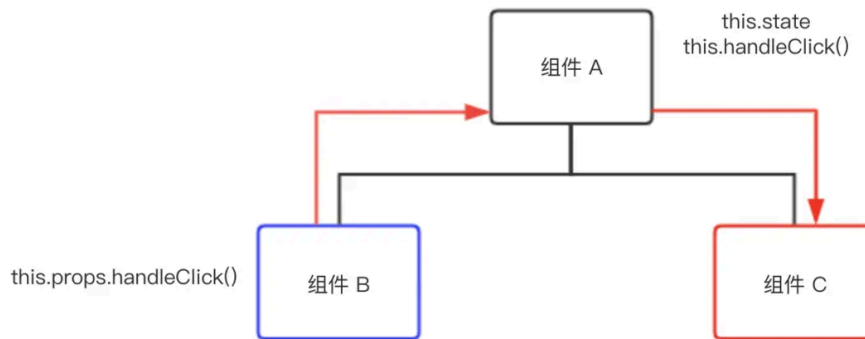 this.state
this.handleClick()
组件 A
this.props.handleClick()
组件 B
组件 C